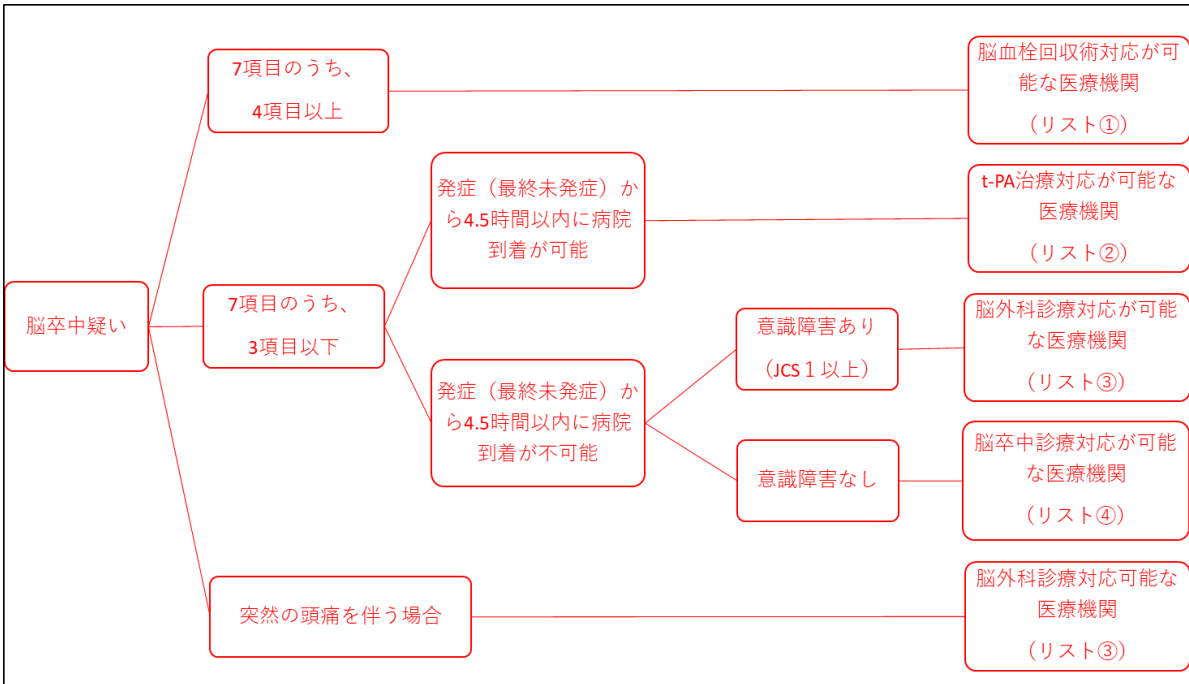 7項目のうち、
4項目以上
脳血栓回収術対応が可
能な医療機関
（リスト①）
発症（最終未発症）か
ら4.5時間以内に病院
到着が可能
t-PA治療対応が可能な
医療機関
（リスト②）
脳卒中疑い
7項目のうち、
3項目以下
意識障害あり
（JCS１以上）
脳外科診療対応が可能
な医療機関
（リスト③）
発症（最終未発症）か
ら4.5時間以内に病院
到着が不可能
意識障害なし
脳卒中診療対応が可能
な医療機関
（リスト④）
突然の頭痛を伴う場合
脳外科診療対応可能な
医療機関
（リスト③）